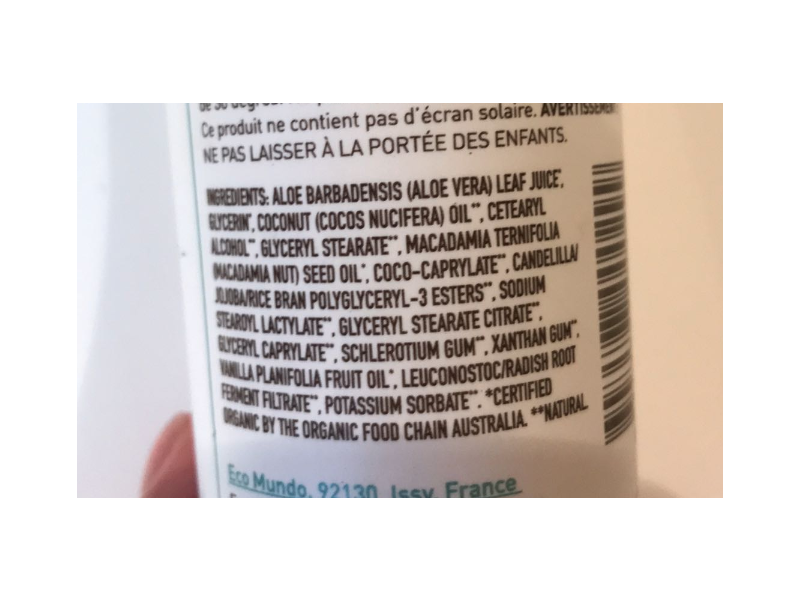 Ce produit ne contient pas d'écran solaire. AVERTISSEMENT
NE PAS LAISSER À LA PORTÉE DES ENFANTS.
INGREDIENTS: ALOE BARBADENSIS (ALOE VERA) LEAF JUICE*,
GLYCERIN*, COCONUT (COCOS NUCIFERA) OIL**, CETEARYL
ALCOHOL**, GLYCERYL STEARATE**, MACADAMIA TERNIFOLIA
(MACADAMIA NUT) SEED OIL*, COCO-CAPRYLATE**, CANDELILLA/
JOJOBA/RICE BRAN POLYGLYCERYL-3 ESTERS**, SODIUM
STEAROYL LACTYLATE**, GLYCERYL STEARATE CITRATE**,
GLYCERYL CAPRYLATE**, SCHLEROTIUM GUM**, XANTHAN GUM**,
VANILLA PLANIFOLIA FRUIT OIL*, LEUCONOSTOC/RADISH ROOT
FERMENT FILTRATE**, POTASSIUM SORBATE**. *CERTIFIED
ORGANIC BY THE ORGANIC FOOD CHAIN AUSTRALIA. **NATURAL.
Eco Mundo, 92130, Issy, France